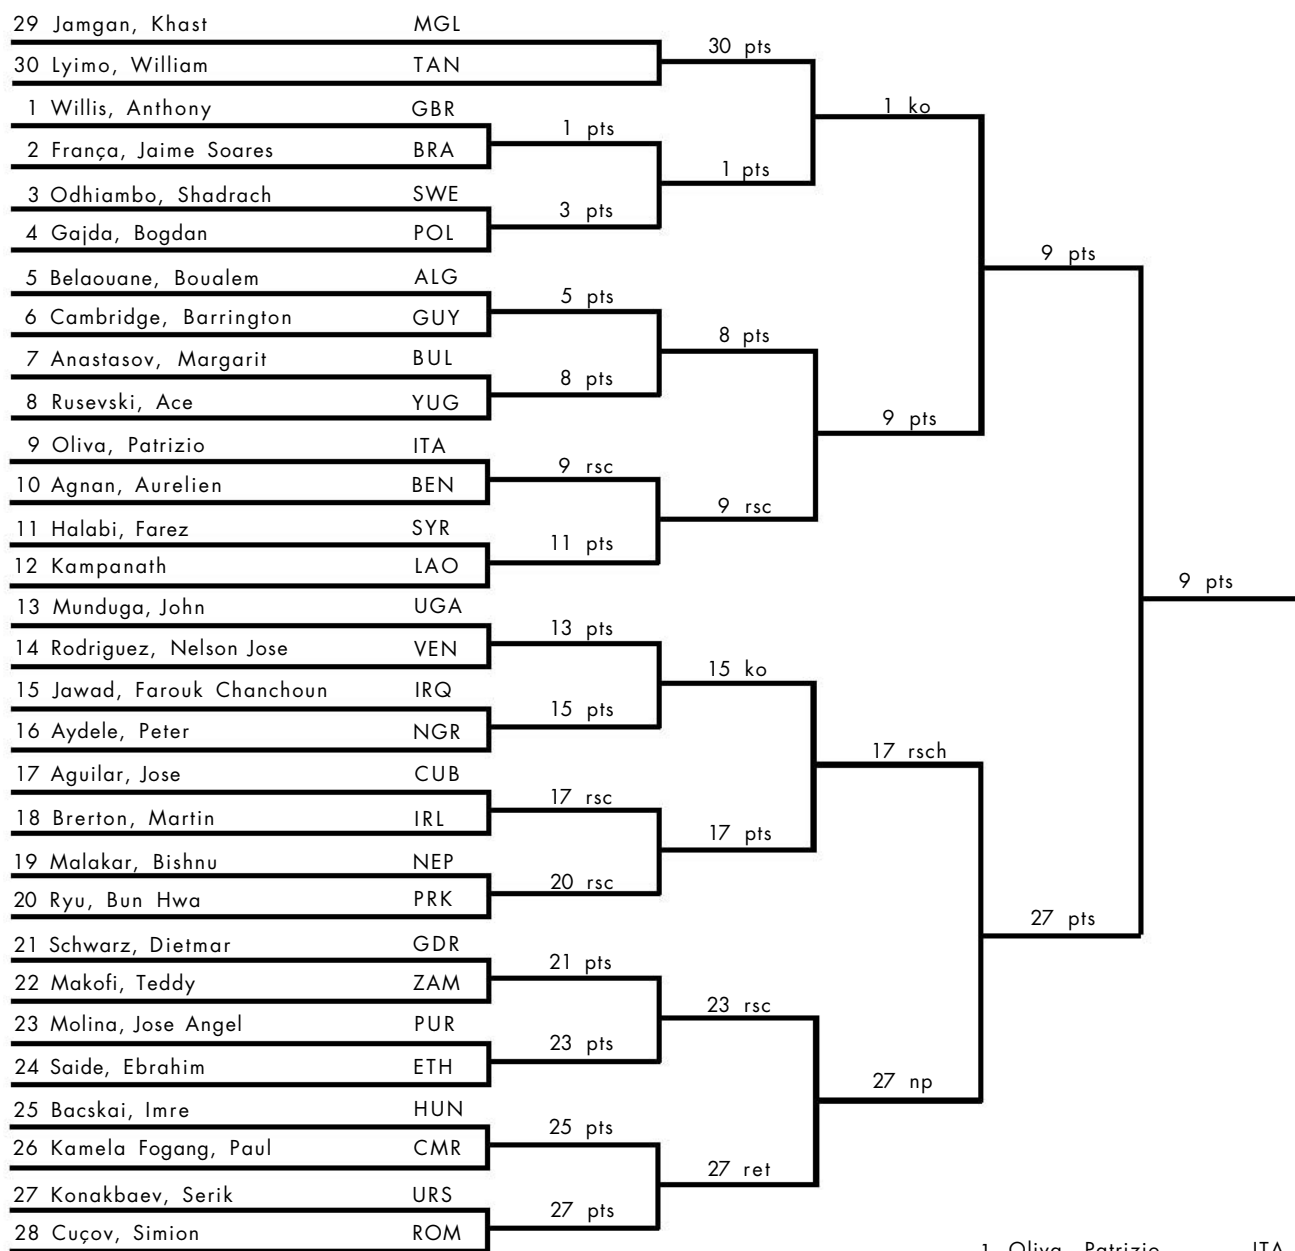 29 Jamgan, Khast MGL
30 Lyimo, William TAN
1 Willis, Anthony GBR
2 França, Jaime Soares BRA
3 Odhiambo, Shadrach SWE
4 Gajda, Bogdan POL
5 Belaouane, Boualem ALG
6 Cambridge, Barrington GUY
7 Anastasov, Margarit BUL
8 Rusevski, Ace YUG
9 Oliva, Patrizio ITA
10 Agnan, Aurelien BEN
11 Halabi, Farez SYR
12 Kampanath LAO
13 Munduga, John UGA
14 Rodriguez, Nelson Jose VEN
15 Jawad, Farouk Chanchoun IRQ
16 Aydele, Peter NGR
17 Aguilar, Jose CUB
18 Brerton, Martin IRL
19 Malakar, Bishnu NEP
20 Ryu, Bun Hwa PRK
21 Schwarz, Dietmar GDR
22 Makofi, Teddy ZAM
23 Molina, Jose Angel PUR
24 Saide, Ebrahim ETH
25 Bacskai, Imre HUN
26 Kamela Fogang, Paul CMR
27 Konakbaev, Serik URS
28 Cuçov, Simion ROM
1 pts
3 pts
5 pts
8 pts
9 rsc
11 pts
13 pts
15 pts
17 rsc
20 rsc
21 pts
23 pts
25 pts
27 pts
30 pts
1 pts
8 pts
9 rsc
15 ko
17 pts
23 rsc
27 ret
1 ko
9 pts
17 rsch
27 np
9 pts
27 pts
9 pts
1 Oliva, Patrizio ITA